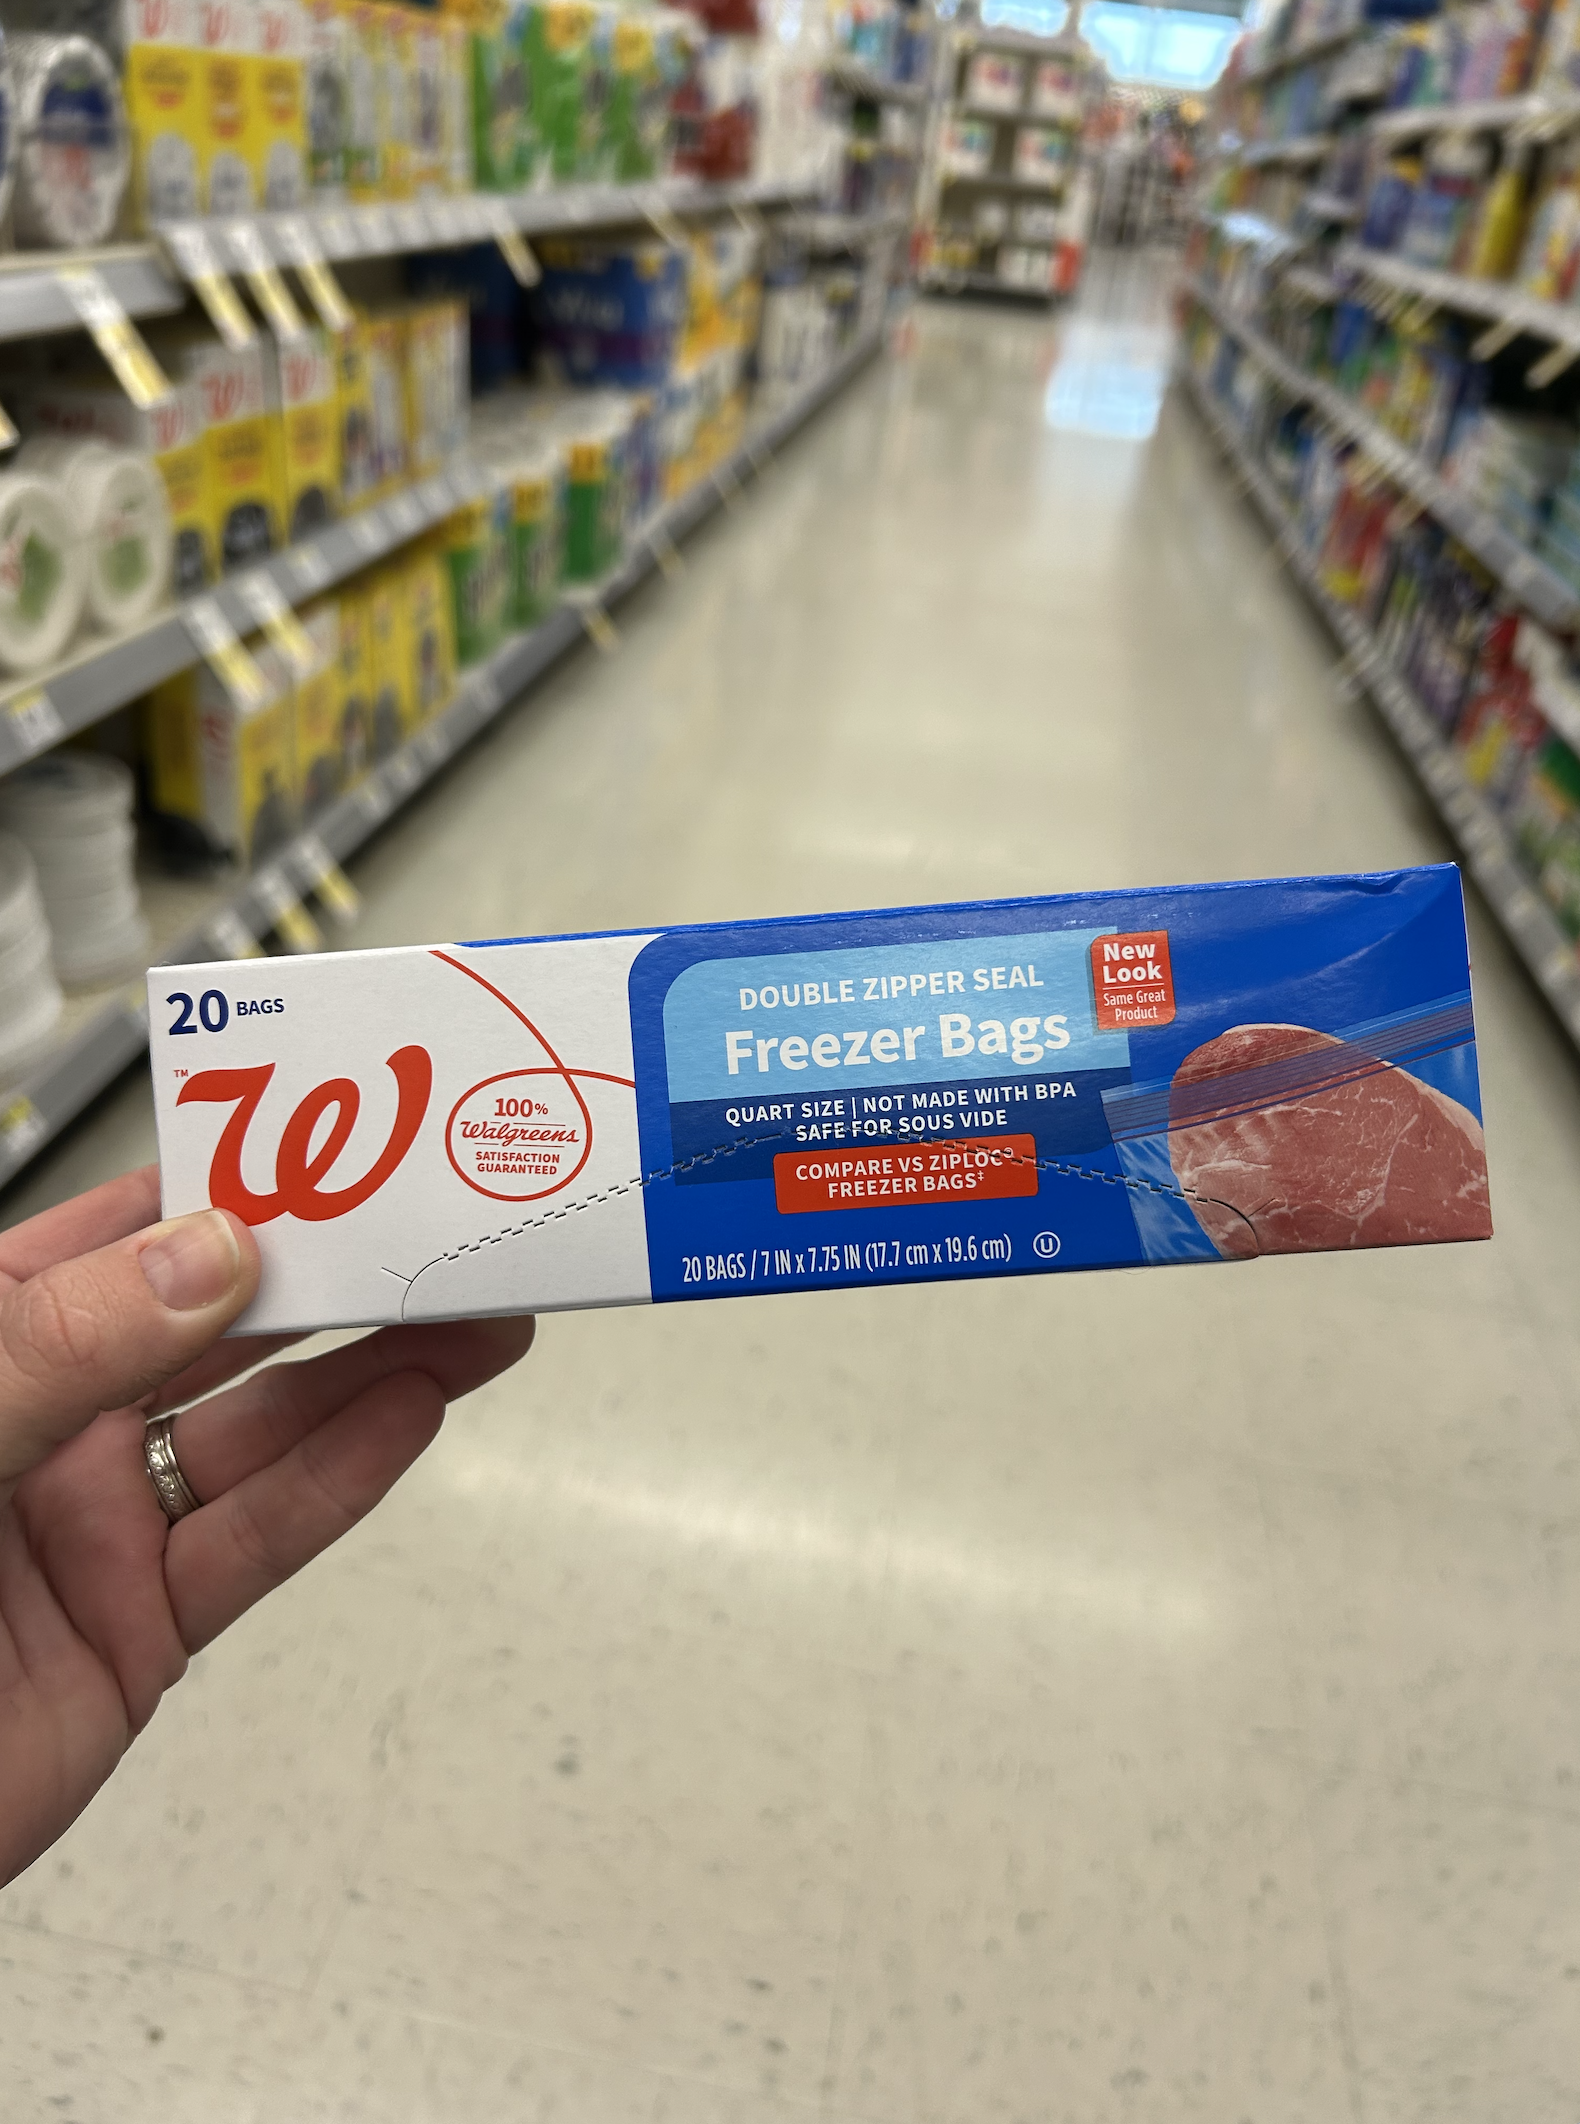 20 BAGS
TM
W
100%
Walgreens
SATISFACTION
GUARANTEED
DOUBLE ZIPPER SEAL
Freezer Bags
New
Look
Same Great
Product
QUART SIZE | NOT MADE WITH BPA
SAFE FOR SOUS VIDE
COMPARE VS ZIPLOC®
FREEZER BAGS‡
20 BAGS / 7 IN x 7.75 IN (17.7 cm x 19.6 cm) U